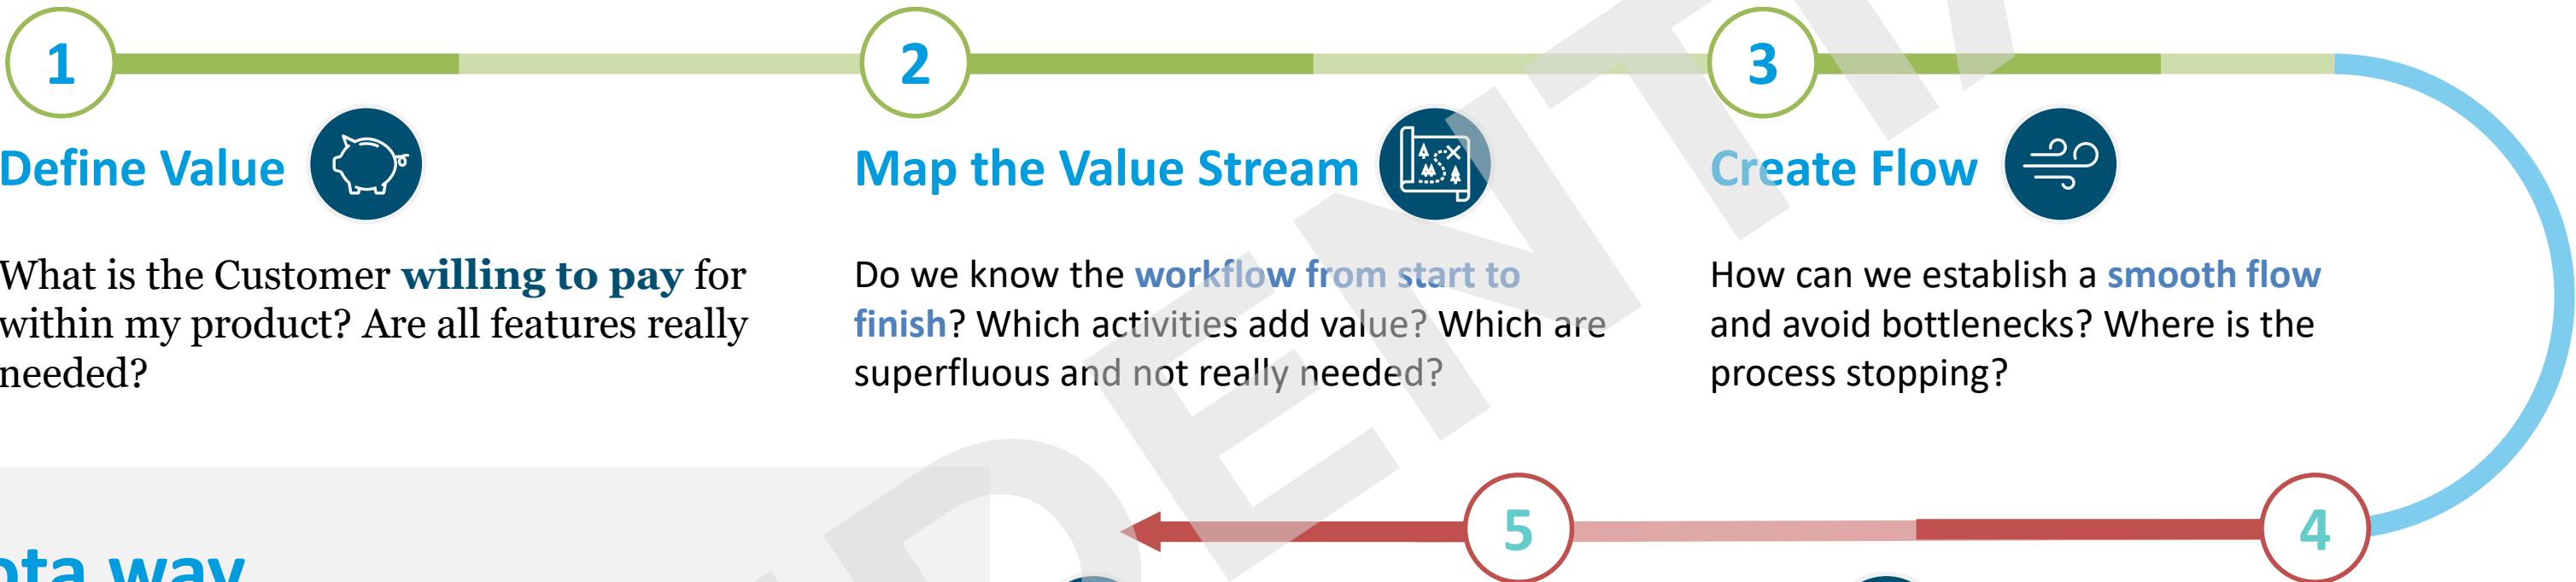 1
2
3
Define Value
Map the Value Stream
Create Flow
What is the Customer willing to pay for
within my product? Are all features really
needed?
Do we know the workflow from start to
finish? Which activities add value? Which are
superfluous and not really needed?
How can we establish a smooth flow
and avoid bottlenecks? Where is the
process stopping?
5
4
ota way
DENTI